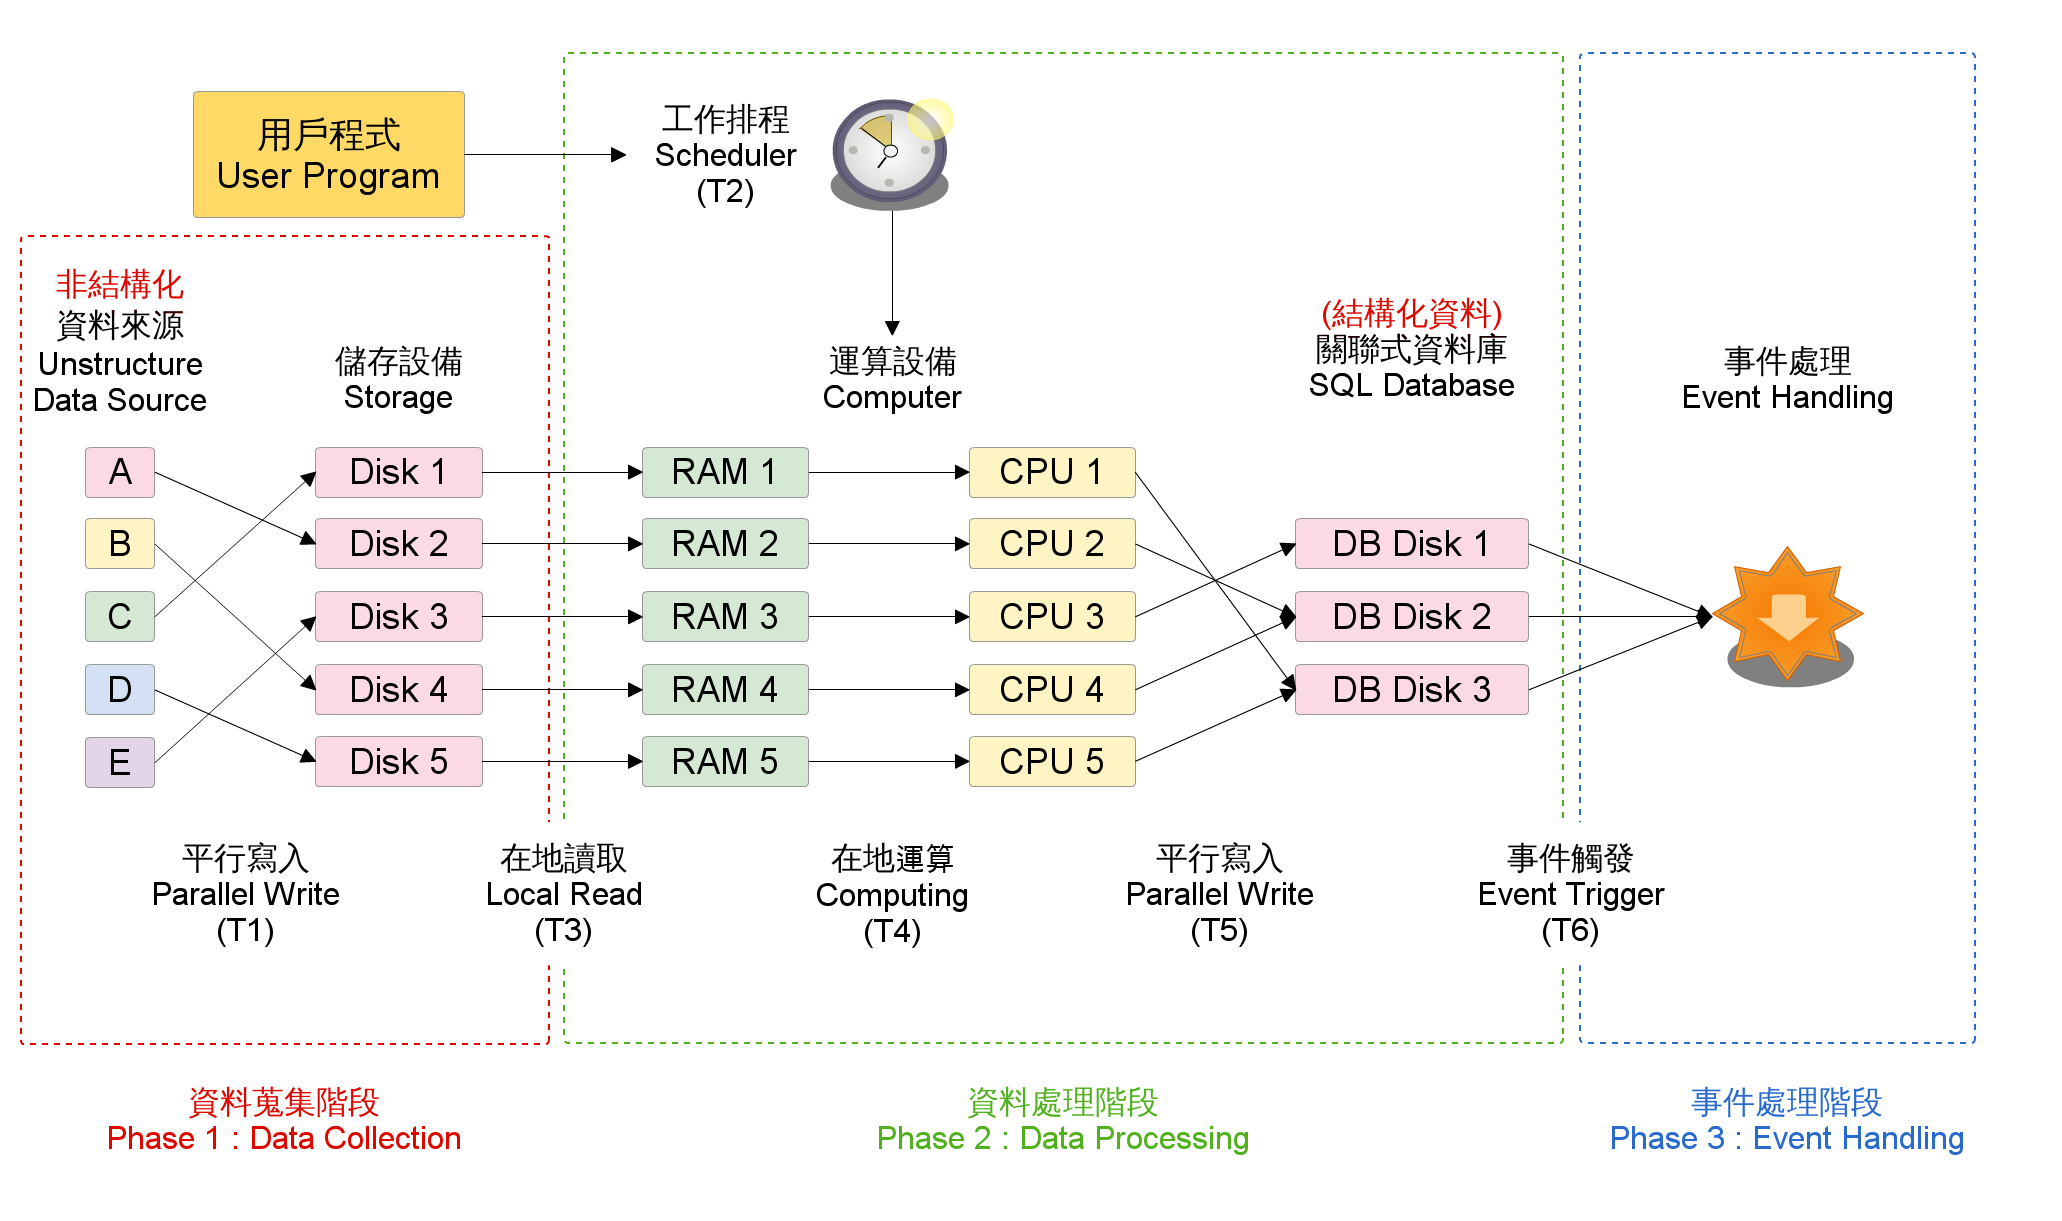 用戶程式
User Program
工作排程
Scheduler
(T2)
非結構化
資料來源
Unstructure
Data Source
儲存設備
Storage
運算設備
Computer
(結構化資料)
關聯式資料庫
SQL Database
事件處理
Event Handling
A
B
C
D
E
Disk 1
Disk 2
Disk 3
Disk 4
Disk 5
RAM 1
RAM 2
RAM 3
RAM 4
RAM 5
CPU 1
CPU 2
CPU 3
CPU 4
CPU 5
DB Disk 1
DB Disk 2
DB Disk 3
平行寫入
Parallel Write
(T1)
在地讀取
Local Read
(T3)
在地運算
Computing
(T4)
平行寫入
Parallel Write
(T5)
事件觸發
Event Trigger
(T6)
資料蒐集階段
Phase 1 : Data Collection
資料處理階段
Phase 2 : Data Processing
事件處理階段
Phase 3 : Event Handling